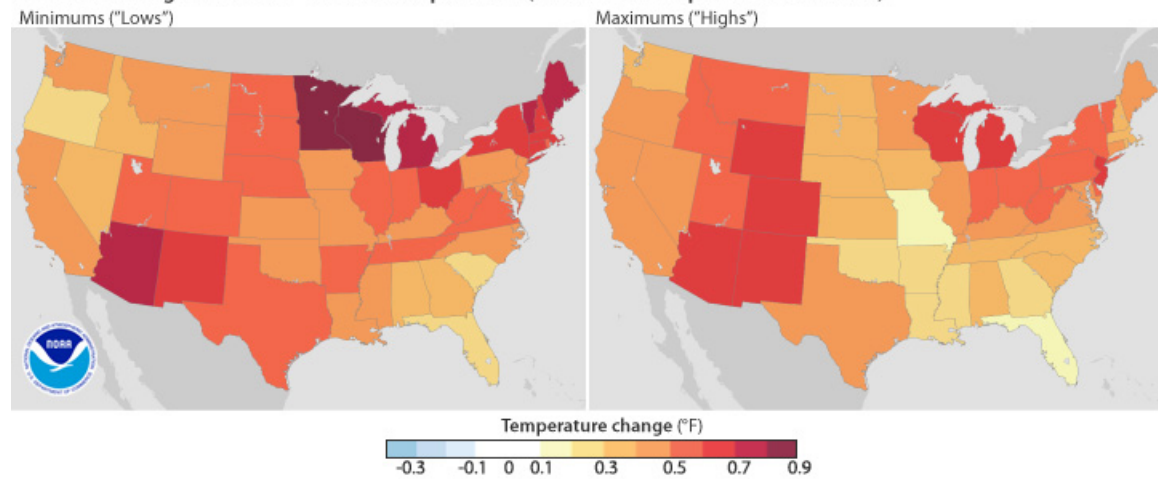 Minimums ("Lows")
Maximums ("Highs")
NOAA
Temperature change (°F)
-0.3 -0.1 0 0.1 0.3 0.5 0.7 0.9